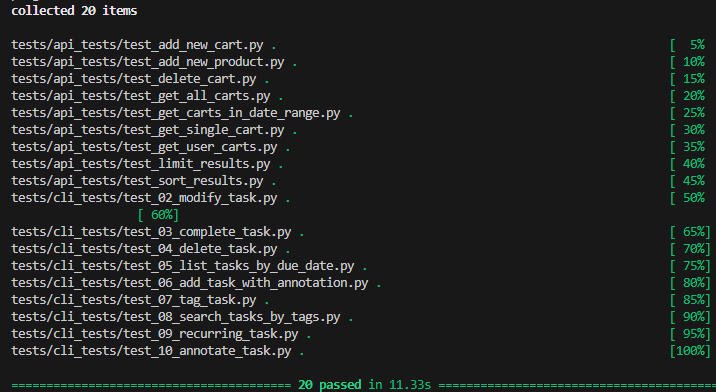 collected 20 items
tests/api_tests/test_add_new_cart.py . [  5%
tests/api_tests/test_add_new_product.py . [ 10%
tests/api_tests/test_delete_cart.py . [ 15%
tests/api_tests/test_get_all_carts.py . [ 20%
tests/api_tests/test_get_carts_in_date_range.py . [ 25%
tests/api_tests/test_get_single_cart.py . [ 30%
tests/api_tests/test_get_user_carts.py . [ 35%
tests/api_tests/test_limit_results.py . [ 40%
tests/api_tests/test_sort_results.py . [ 45%
tests/cli_tests/test_02_modify_task.py . [ 50%
[ 60%]
tests/cli_tests/test_03_complete_task.py . [ 65%]
tests/cli_tests/test_04_delete_task.py . [ 70%]
tests/cli_tests/test_05_list_tasks_by_due_date.py . [ 75%]
tests/cli_tests/test_06_add_task_with_annotation.py . [ 80%]
tests/cli_tests/test_07_tag_task.py . [ 85%]
tests/cli_tests/test_08_search_tasks_by_tags.py . [ 90%]
tests/cli_tests/test_09_recurring_task.py . [ 95%]
tests/cli_tests/test_10_annotate_task.py . [100%]
====================================== 20 passed in 11.33s ======================================